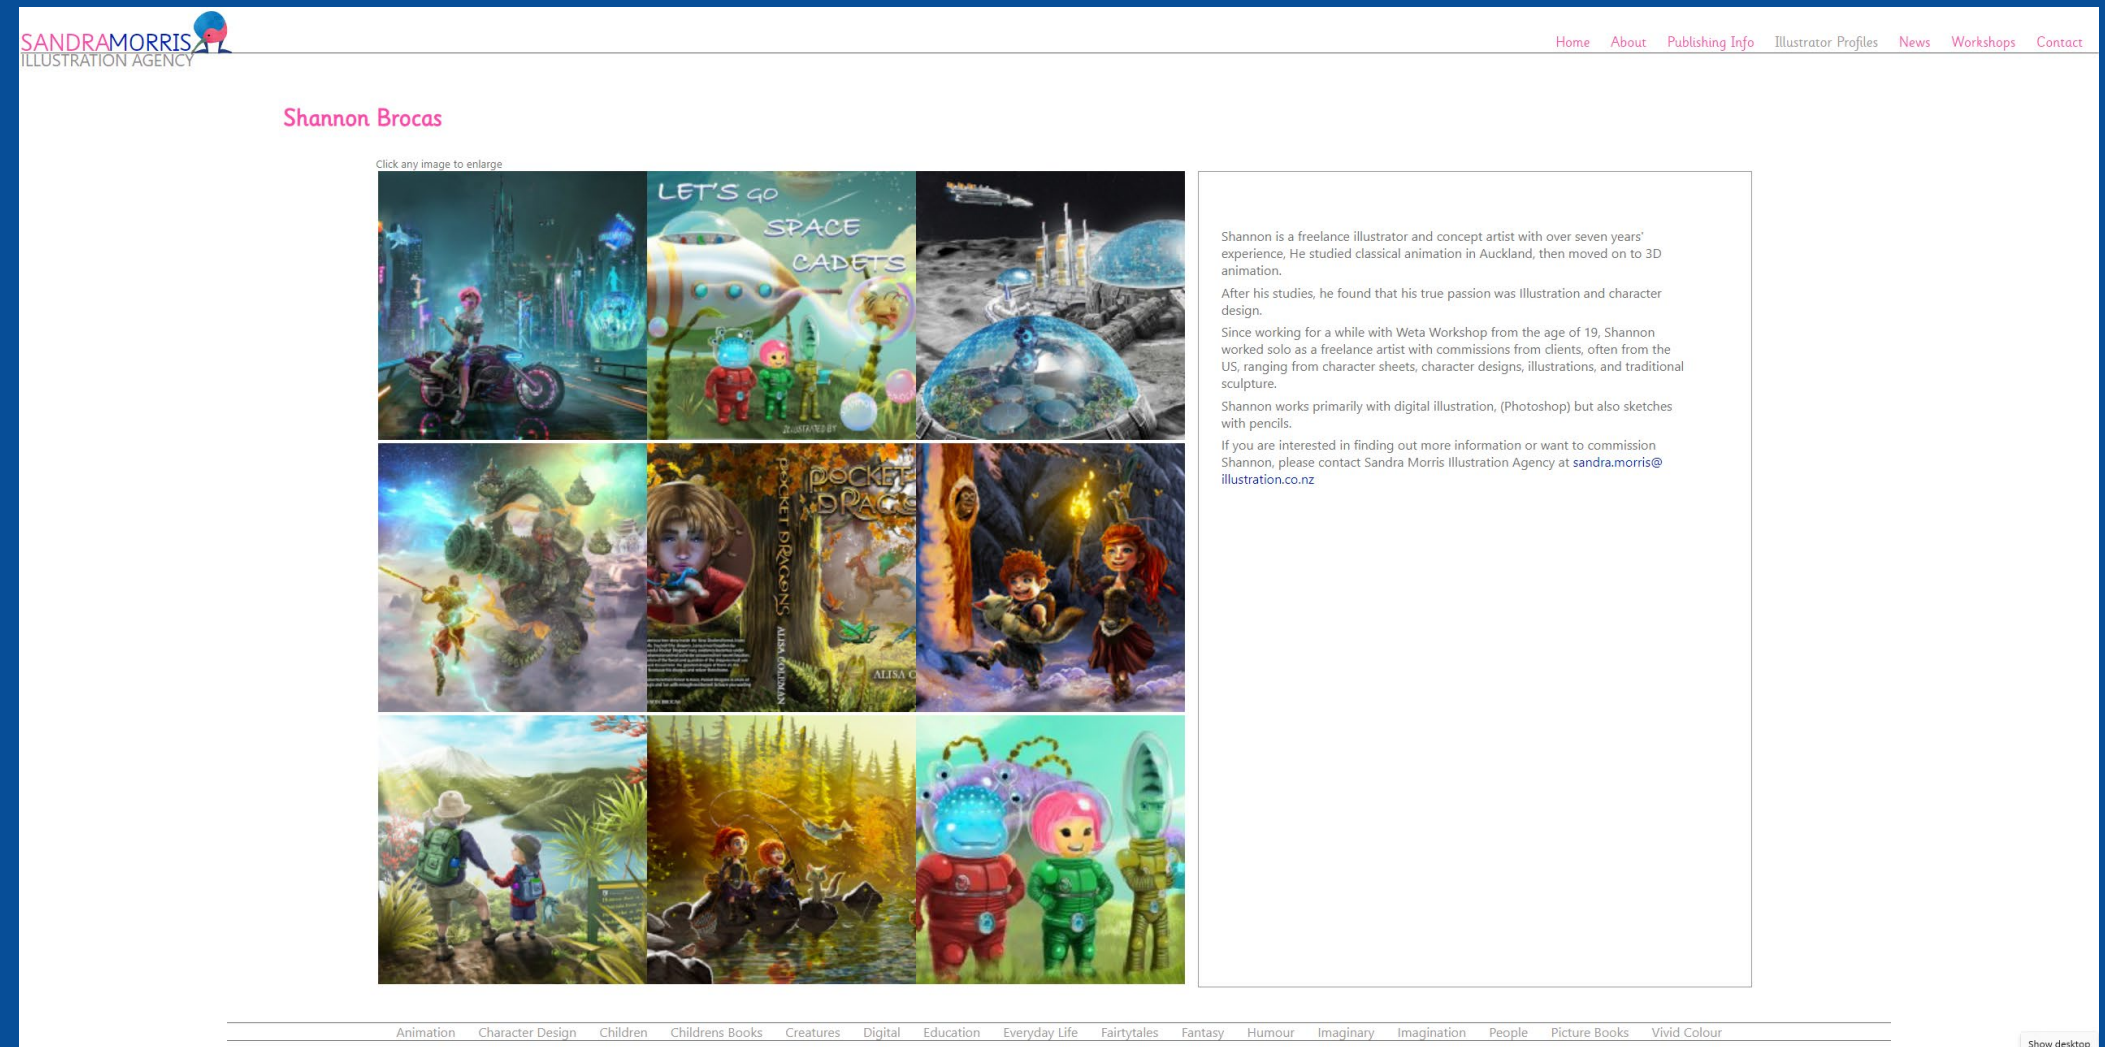 SANDRAMORRIS
ILLUSTRATION AGENCY
Home About Publishing Info Illustrator Profiles News Workshops Contact
Shannon Brocas
Click any image to enlarge
LET'S GO
SPACE
CADETS
ILLUSTRATED BY
POCKET DRAGONS
ALISA COLEMAN
POCKET
DRAGO
ALISA C
Shannon is a freelance illustrator and concept artist with over seven years'
experience, He studied classical animation in Auckland, then moved on to 3D
animation.
After his studies, he found that his true passion was Illustration and character
design.
Since working for a while with Weta Workshop from the age of 19, Shannon
worked solo as a freelance artist with commissions from clients, often from the
US, ranging from character sheets, character designs, illustrations, and traditional
sculpture.
Shannon works primarily with digital illustration, (Photoshop) but also sketches
with pencils.
If you are interested in finding out more information or want to commission
Shannon, please contact Sandra Morris Illustration Agency at sandra.morris@
illustration.co.nz
Animation Character Design Children Childrens Books Creatures Digital Education Everyday Life Fairtytales Fantasy Humour Imaginary Imagination People Picture Books Vivid Colour
Show desktop